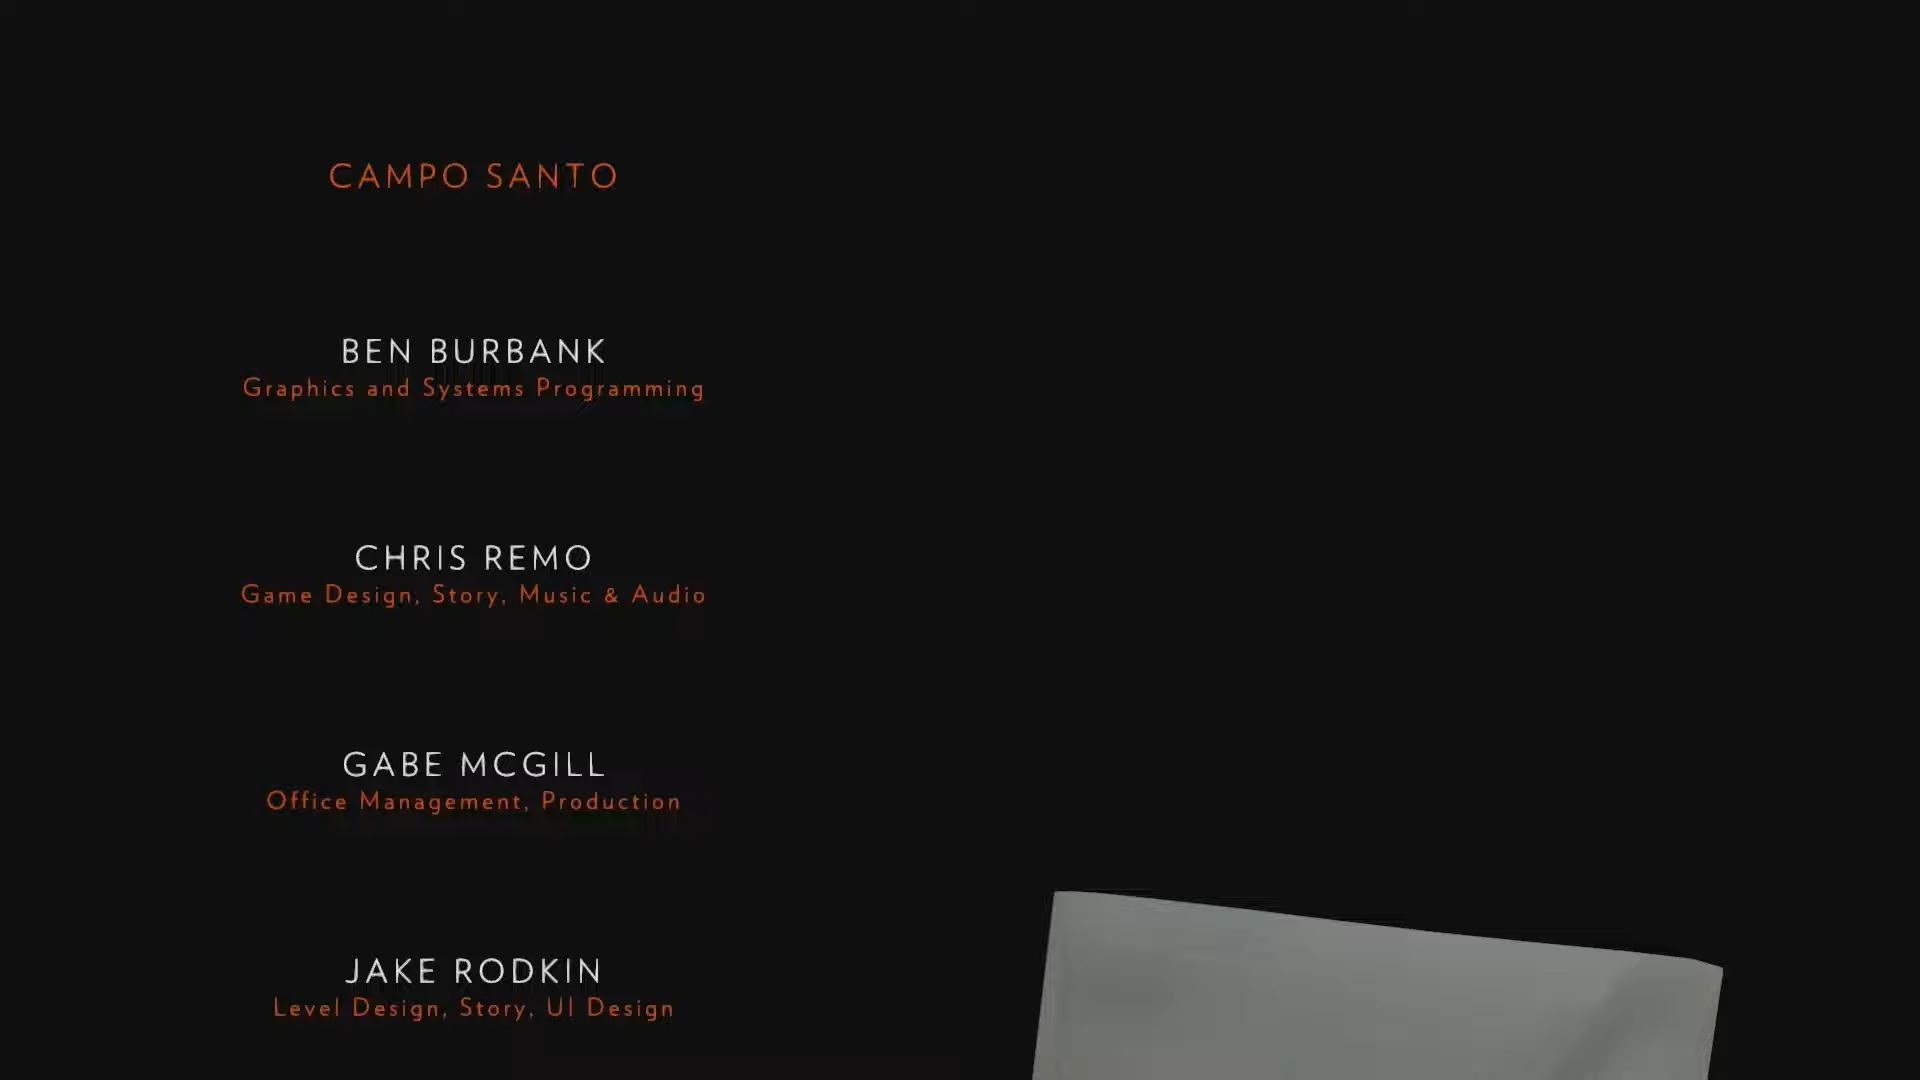 CAMPO SANTO
BEN BURBANK
Graphics and Systems Programming
CHRIS REMO
Game Design, Story, Music & Audio
GABE MCGILL
Office Management, Production
JAKE RODKIN
Level Design, Story, UI Design